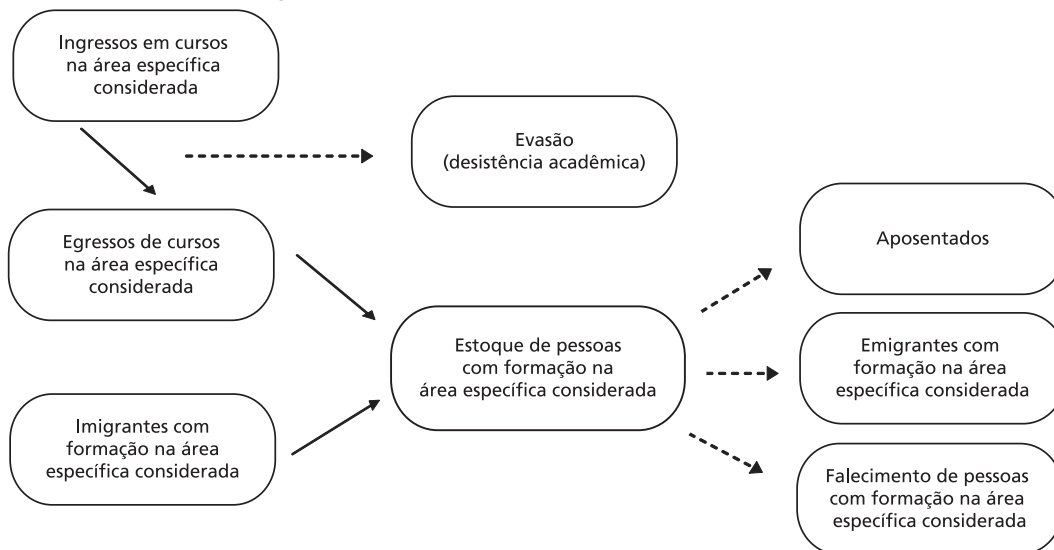 Ingressos em cursos
na área específica
considerada
Evasão
(desistência acadêmica)
Egressos de cursos
na área específica
considerada
Aposentados
Estoque de pessoas
com formação na
área específica considerada
Emigrantes com
formação na área
específica considerada
Imigrantes com
formação na área
específica considerada
Falecimento de pessoas
com formação na área
específica considerada